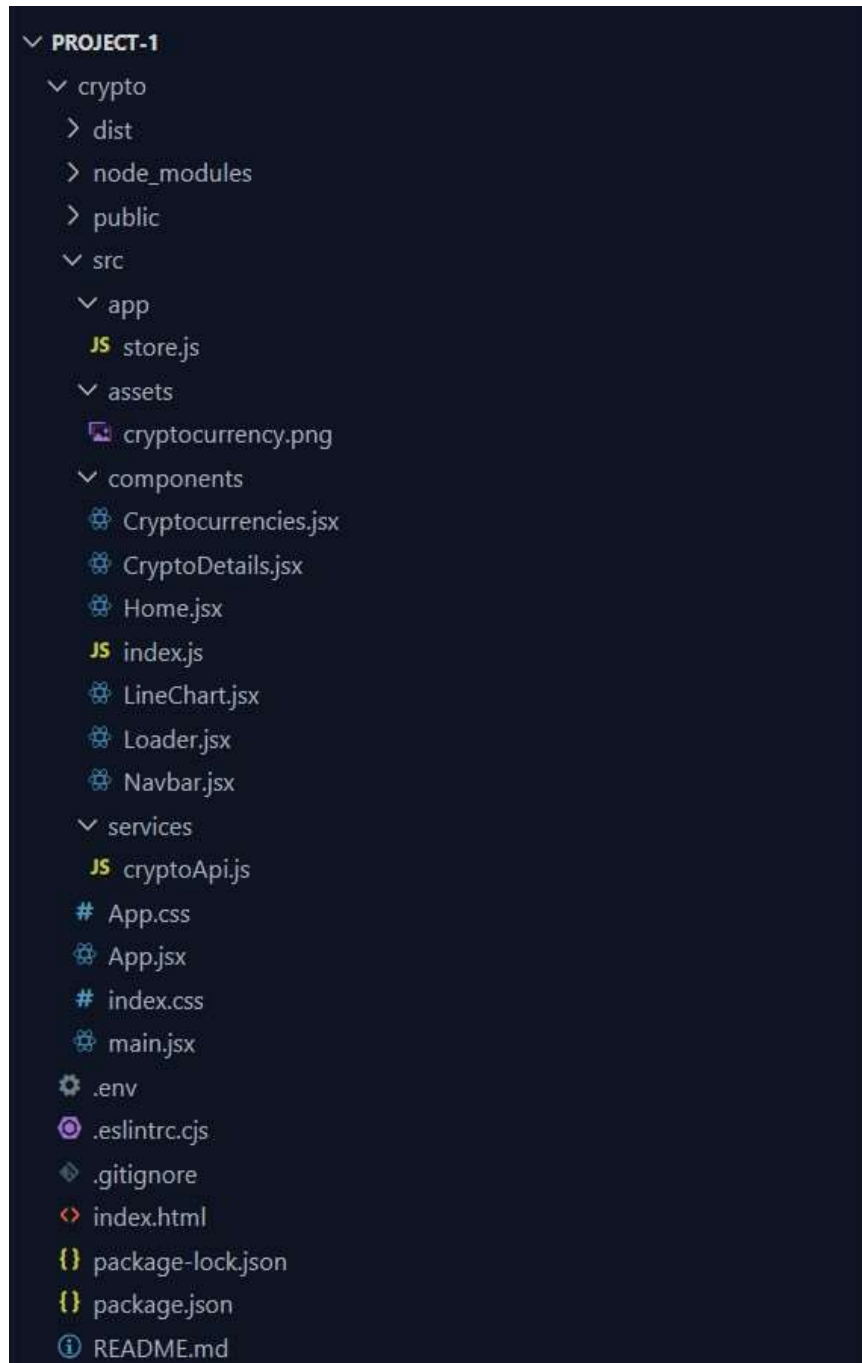 PROJECT-1
crypto
dist
node_modules
public
src
app
JS store.js
assets
cryptocurrency.png
components
Cryptocurrencies.jsx
CryptoDetails.jsx
Home.jsx
JS index.js
LineChart.jsx
Loader.jsx
Navbar.jsx
services
JS cryptoApi.js
# App.css
App.jsx
# index.css
main.jsx
.env
.eslintrc.cjs
.gitignore
<> index.html
{} package-lock.json
{} package.json
README.md